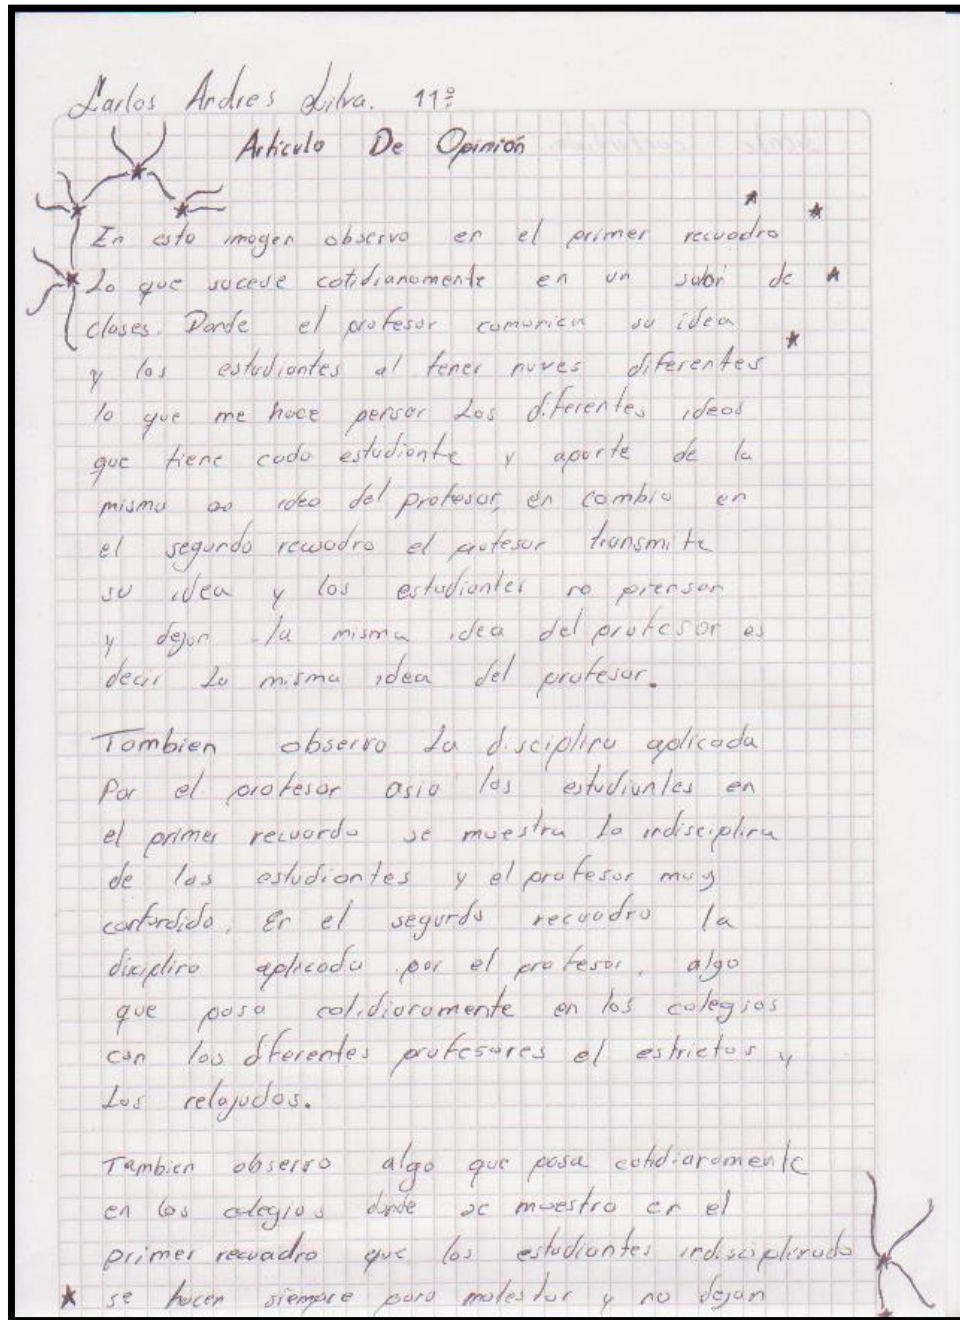 Carlos Andres Silva. 11º
Articulo De Opinión
En esta imagen observo en el primer recuadro
Lo que sucede cotidianamente en un salon de
clases. Donde el profesor comunica su idea
y los estudiantes al tener nuves diferentes
lo que me hace pensar Las diferentes ideas
que tiene cada estudiante y aparte de la
misma idea del profesor, en cambio en
el segundo recuadro el profesor transmite
su idea y los estudiantes no piensan
y dejan la misma idea del profesor es
decir La misma idea del profesor.
Tambien observo La disciplina aplicada
Por el profesor asia los estudiantes en
el primer recuardo se muestra la indisciplina
de los estudiantes y el profesor muy
confundido. En el segundo recuadro la
disciplina aplicada por el profesor. algo
que pasa cotidianamente en los colegios
con los diferentes profesores el estrictos y
Los relajados.
Tambien observo algo que pasa cotidianamente
en los colegios donde se muestra en el
primer recuadro que los estudiantes indisciplinado
se hacen siempre para molestar y no dejan